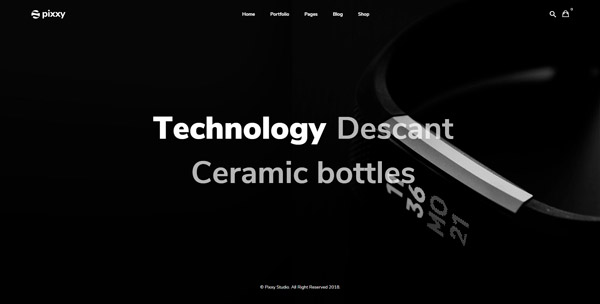 pixxy
Home Portfolio Pages Blog Shop
0
Technology Descant
Ceramic bottles
36
MO
21
© Pixxy Studio. All Right Reserved 2018